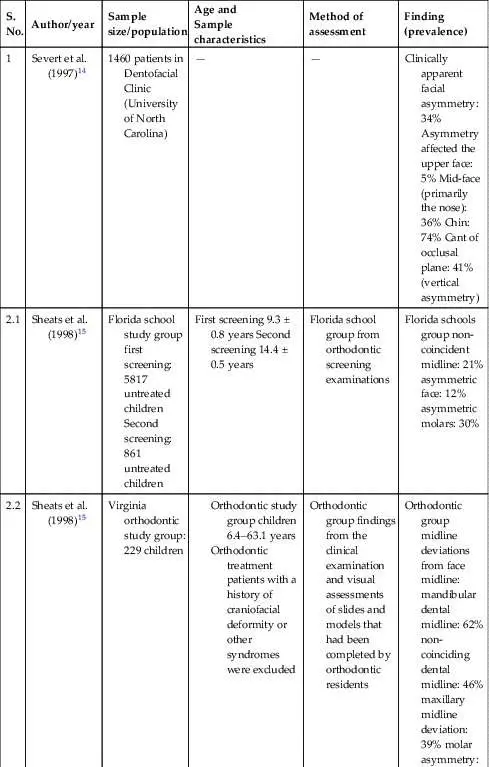 S. No.
Author/year
Sample size/population
Age and Sample characteristics
Method of assessment
Finding (prevalence)
1
Severt et al.
(1997)14
1460 patients in
Dentofacial
Clinic
(University
of North
Carolina)
—
—
Clinically
apparent
facial
asymmetry:
34%
Asymmetry
affected the
upper face:
5% Mid-face
(primarily
the nose):
36% Chin:
74% Cant of
occlusal
plane: 41%
(vertical
asymmetry)
2.1
Sheats et al.
(1998)15
Florida school
study group
first
screening:
5817
untreated
children
Second
screening:
861
untreated
children
First screening 9.3 ±
0.8 years Second
screening 14.4 ±
0.5 years
Florida school
group from
orthodontic
screening
examinations
Florida schools
group non-
coincident
midline: 21%
asymmetric
face: 12%
asymmetric
molars: 30%
2.2
Sheats et al.
(1998)15
Virginia
orthodontic
study group:
229 children
Orthodontic study
group children
6.4–63.1 years
Orthodontic
treatment
patients with a
history of
craniofacial
deformity or
other
syndromes
were excluded
Orthodontic
group findings
from the
clinical
examination
and visual
assessments
of slides and
models that
had been
completed by
orthodontic
residents
Orthodontic
group
midline
deviations
from face
midline:
mandibular
dental
midline: 62%
non-
coinciding
dental
midline: 46%
maxillary
midline
deviation:
39% molar
asymmetry: